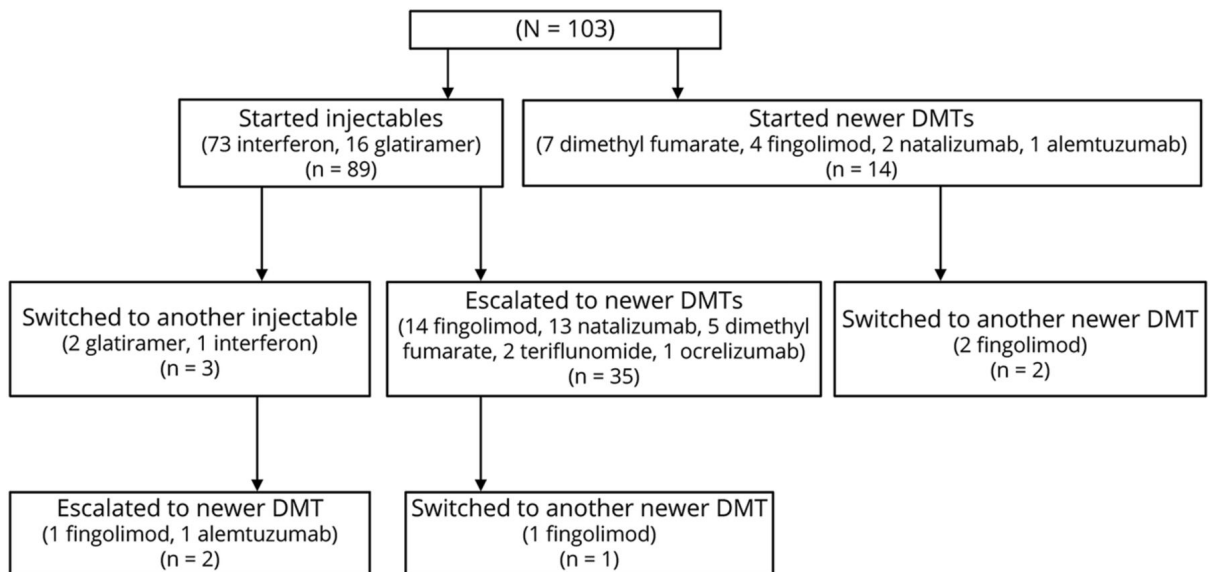 (N = 103)
Started injectables
(73 interferon, 16 glatiramer)
(n = 89)
Started newer DMTs
(7 dimethyl fumarate, 4 fingolimod, 2 natalizumab, 1 alemtuzumab)
(n = 14)
Switched to another injectable
(2 glatiramer, 1 interferon)
(n = 3)
Escalated to newer DMTs
(14 fingolimod, 13 natalizumab, 5 dimethyl
fumarate, 2 teriflunomide, 1 ocrelizumab)
(n = 35)
Switched to another newer DMT
(2 fingolimod)
(n = 2)
Escalated to newer DMT
(1 fingolimod, 1 alemtuzumab)
(n = 2)
Switched to another newer DMT
(1 fingolimod)
(n = 1)